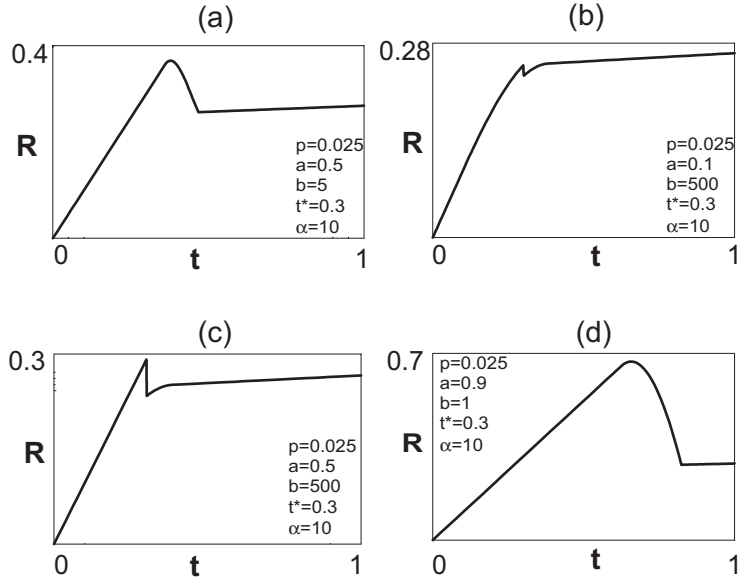 (a)
0.4
R
p=0.025
a=0.5
b=5
t*=0.3
α=10
0
t
1
(b)
0.28
R
p=0.025
a=0.1
b=500
t*=0.3
α=10
0
t
1
(c)
0.3
R
p=0.025
a=0.5
b=500
t*=0.3
α=10
0
t
1
(d)
0.7
R
p=0.025
a=0.9
b=1
t*=0.3
α=10
0
t
1